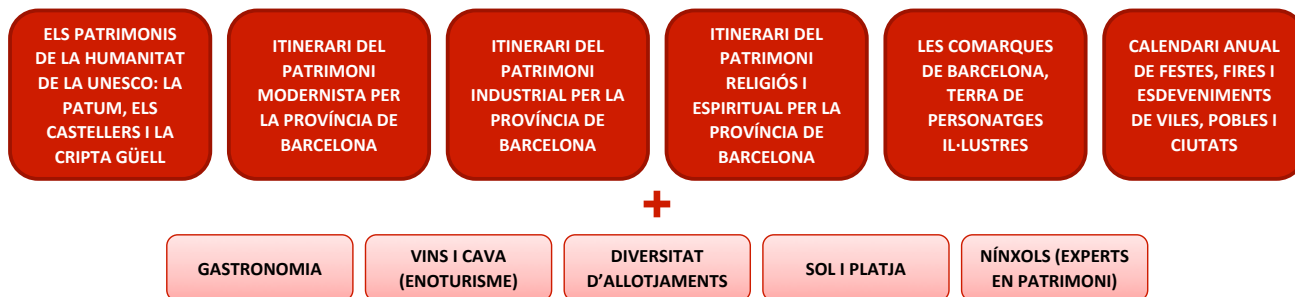 ELS PATRIMONIS
DE LA HUMANITAT
DE LA UNESCO: LA
PATUM, ELS
CASTELLERS I LA
CRIPTA GÜELL
ITINERARI DEL
PATRIMONI
MODERNISTA PER
LA PROVÍNCIA DE
BARCELONA
ITINERARI DEL
PATRIMONI
INDUSTRIAL PER LA
PROVÍNCIA DE
BARCELONA
ITINERARI DEL
PATRIMONI
RELIGIÓS I
ESPIRITUAL PER LA
PROVÍNCIA DE
BARCELONA
LES COMARQUES
DE BARCELONA,
TERRA DE
PERSONATGES
IL·LUSTRES
CALENDARI ANUAL
DE FESTES, FIRES I
ESDEVENIMENTS
DE VILES, POBLES I
CIUTATS
+
GASTRONOMIA
VINS I CAVA
(ENOTURISME)
DIVERSITAT
D’ALLOTJAMENTS
SOL I PLATJA
NÍNXOLS (EXPERTS
EN PATRIMONI)